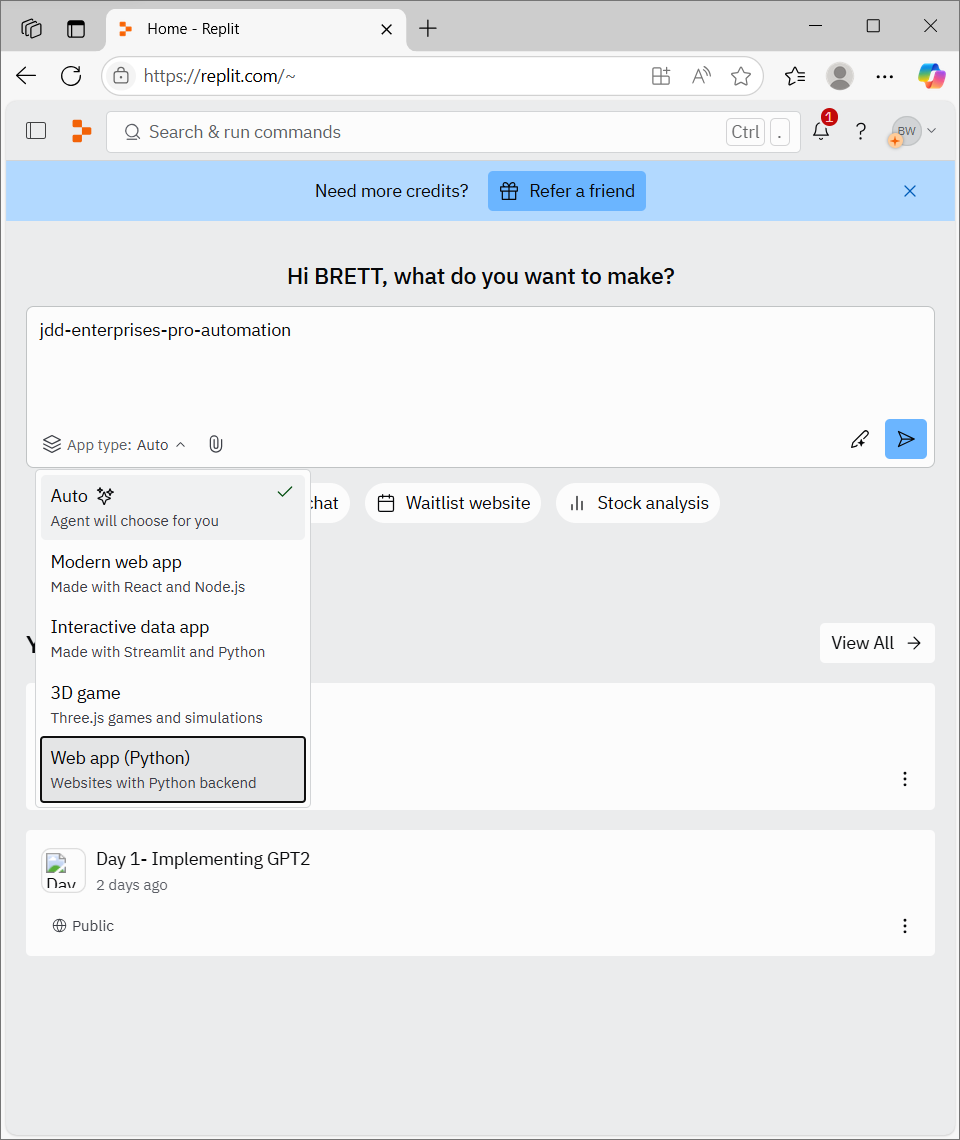 Home - Replit
https://replit.com/~
Search & run commands
Ctrl .
1
?
BW
Need more credits?
Refer a friend
Hi BRETT, what do you want to make?
jdd-enterprises-pro-automation
App type: Auto
Auto
Agent will choose for you
Modern web app
Made with React and Node.js
Interactive data app
Made with Streamlit and Python
3D game
Three.js games and simulations
Web app (Python)
Websites with Python backend
chat
Waitlist website
Stock analysis
View All
Day
Day 1- Implementing GPT2
2 days ago
Public